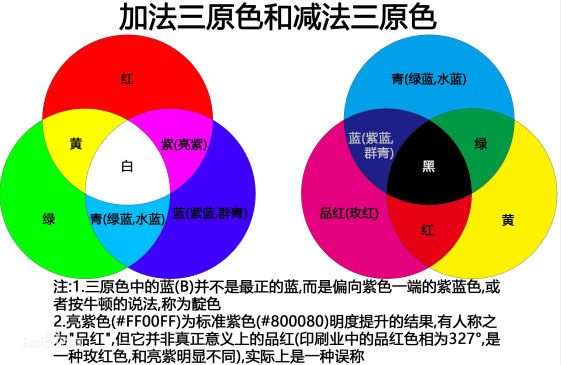 加法三原色和减法三原色
红
黄
紫(亮紫)
白
绿
青(绿蓝,水蓝)
蓝(紫蓝,群青)
青(绿蓝,水蓝)
蓝(紫蓝,
群青)
绿
黑
品红(玫红)
红
黄
注:1.三原色中的蓝(B)并不是最正的蓝,而是偏向紫色一端的紫蓝色,或
者按牛顿的说法,称为靛色
2.亮紫色(#FF00FF)为标准紫色(#800080)明度提升的结果,有人称之
为"品红",但它并非真正意义上的品红(印刷业中的品红色相为327°,是
一种玫红色,和亮紫明显不同),实际上是一种误称